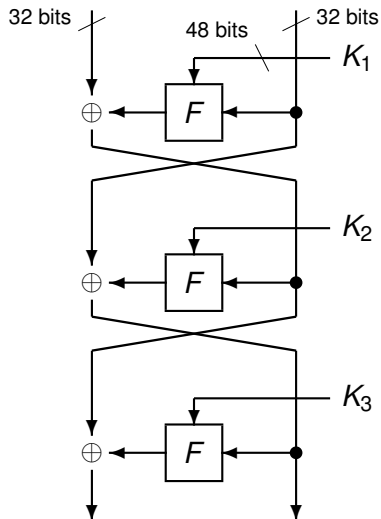 32 bits
32 bits
48 bits
K1
F
⊕
K2
F
⊕
K3
F
⊕